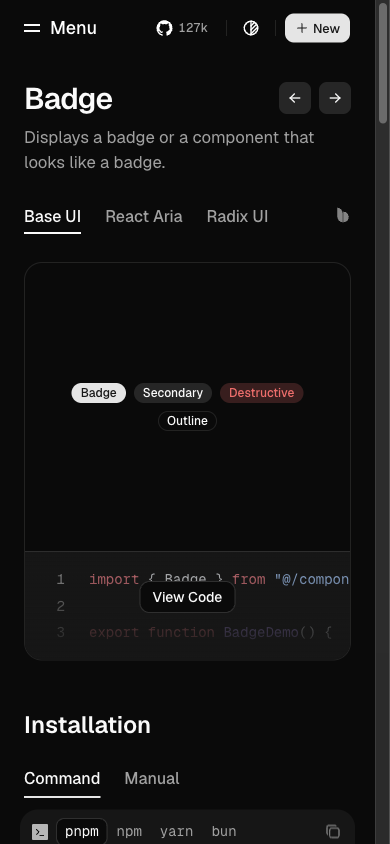 Menu 127k + New
Badge
Displays a badge or a component that
looks like a badge.
Base UI React Aria Radix UI
Badge Secondary Destructive
Outline
1 import { Badge } from "@/compon
View Code
2
3 export function BadgeDemo() {
Installation
Command Manual
pnpm npm yarn bun